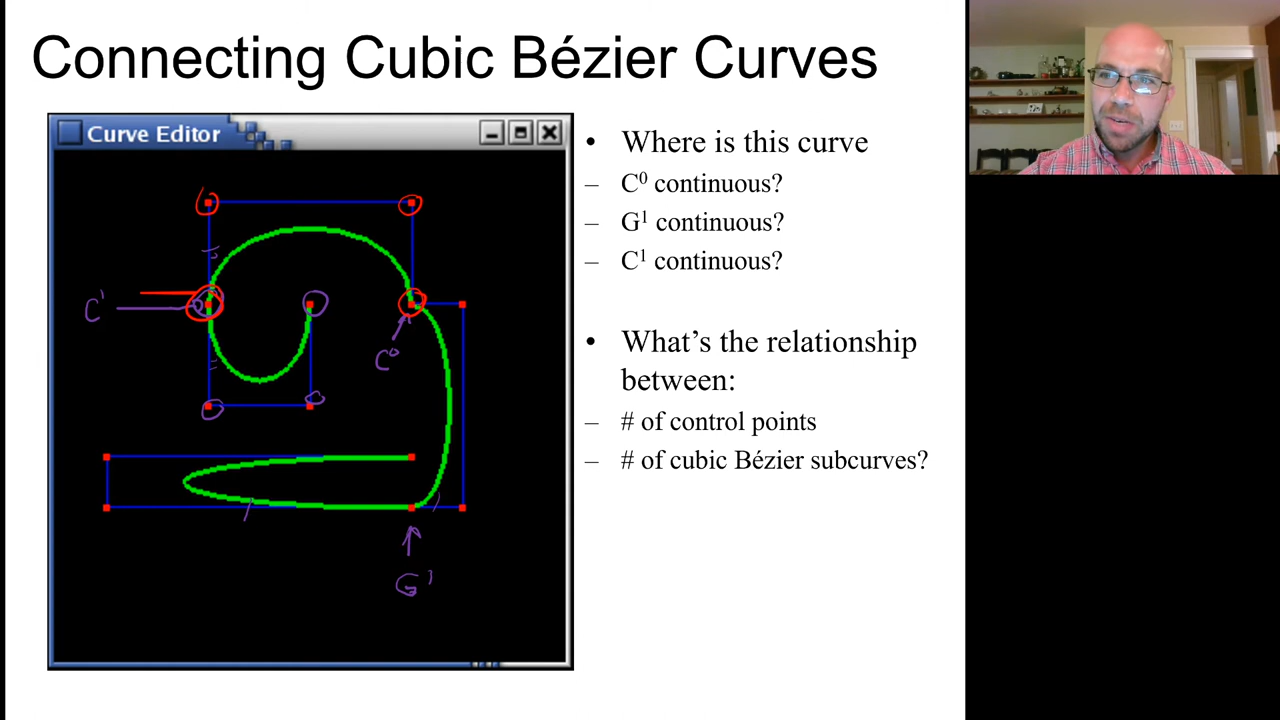 Connecting Cubic Bézier Curves
Curve Editor
• Where is this curve
– C⁰ continuous?
– G¹ continuous?
– C¹ continuous?
• What’s the relationship
between:
– # of control points
– # of cubic Bézier subcurves?
C¹
C⁰
G¹